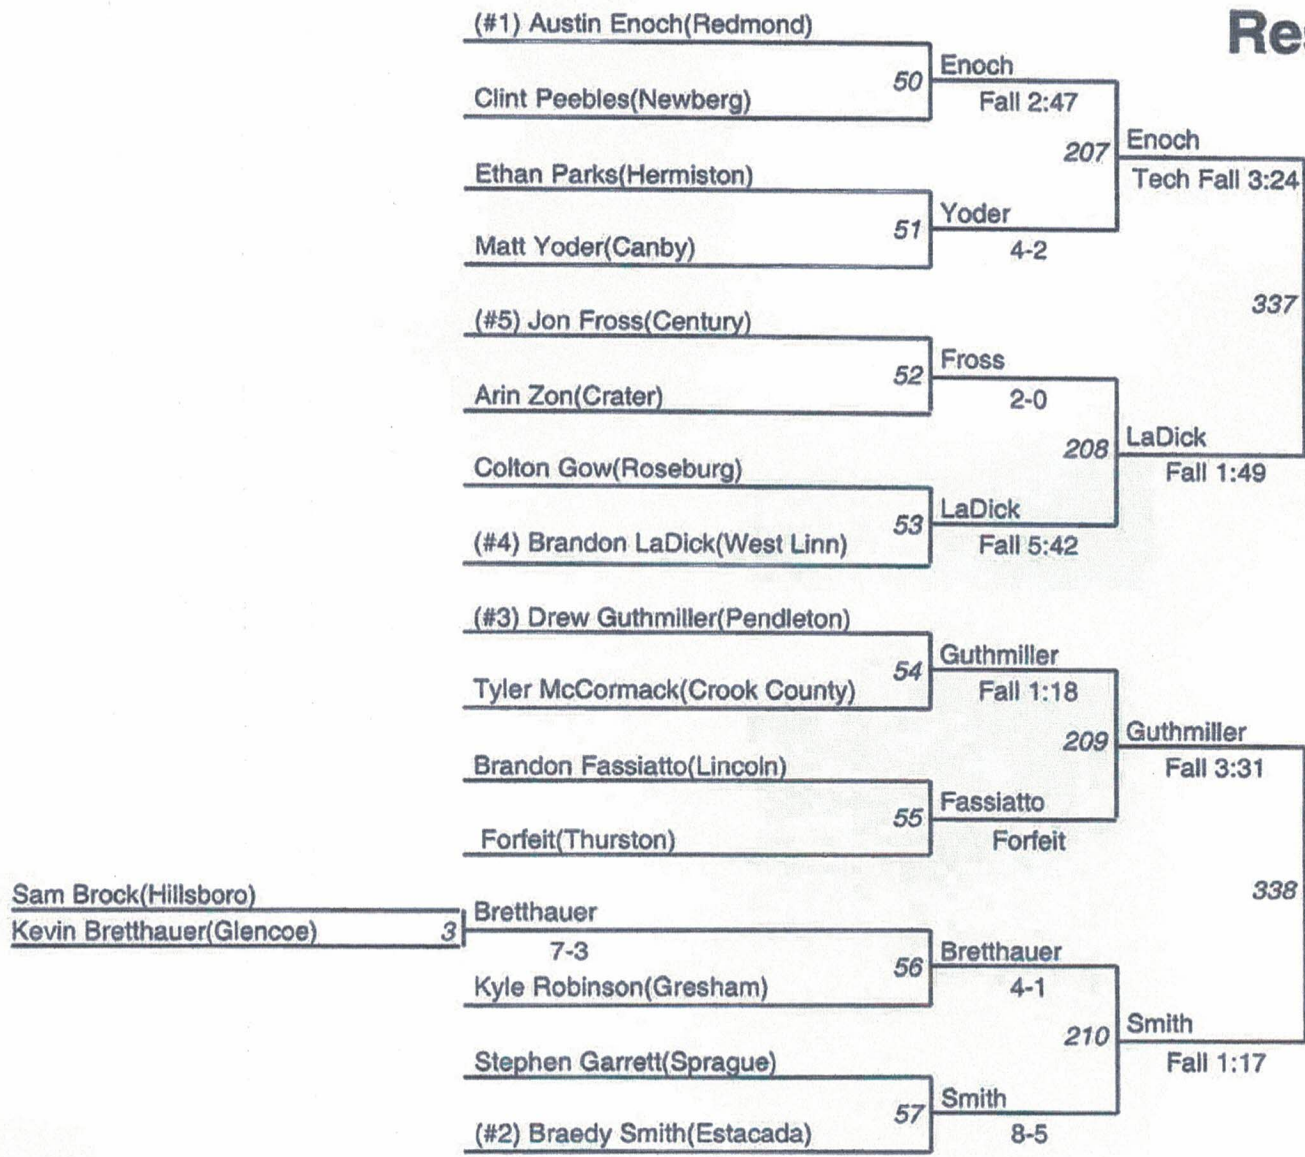 (#1) Austin Enoch(Redmond)
Res
50
Enoch
Fall 2:47
Clint Peebles(Newberg)
207
Enoch
Tech Fall 3:24
Ethan Parks(Hermiston)
51
Yoder
4-2
Matt Yoder(Canby)
337
(#5) Jon Fross(Century)
52
Fross
2-0
Arin Zon(Crater)
208
LaDick
Fall 1:49
Colton Gow(Roseburg)
53
LaDick
Fall 5:42
(#4) Brandon LaDick(West Linn)
(#3) Drew Guthmiller(Pendleton)
54
Guthmiller
Fall 1:18
Tyler McCormack(Crook County)
209
Guthmiller
Fall 3:31
Brandon Fassiatto(Lincoln)
55
Fassiatto
Forfeit
Forfeit(Thurston)
338
Sam Brock(Hillsboro)
Kevin Bretthauer(Glencoe)
3
Bretthauer
7-3
56
Bretthauer
4-1
Kyle Robinson(Gresham)
210
Smith
Fall 1:17
Stephen Garrett(Sprague)
57
Smith
8-5
(#2) Braedy Smith(Estacada)